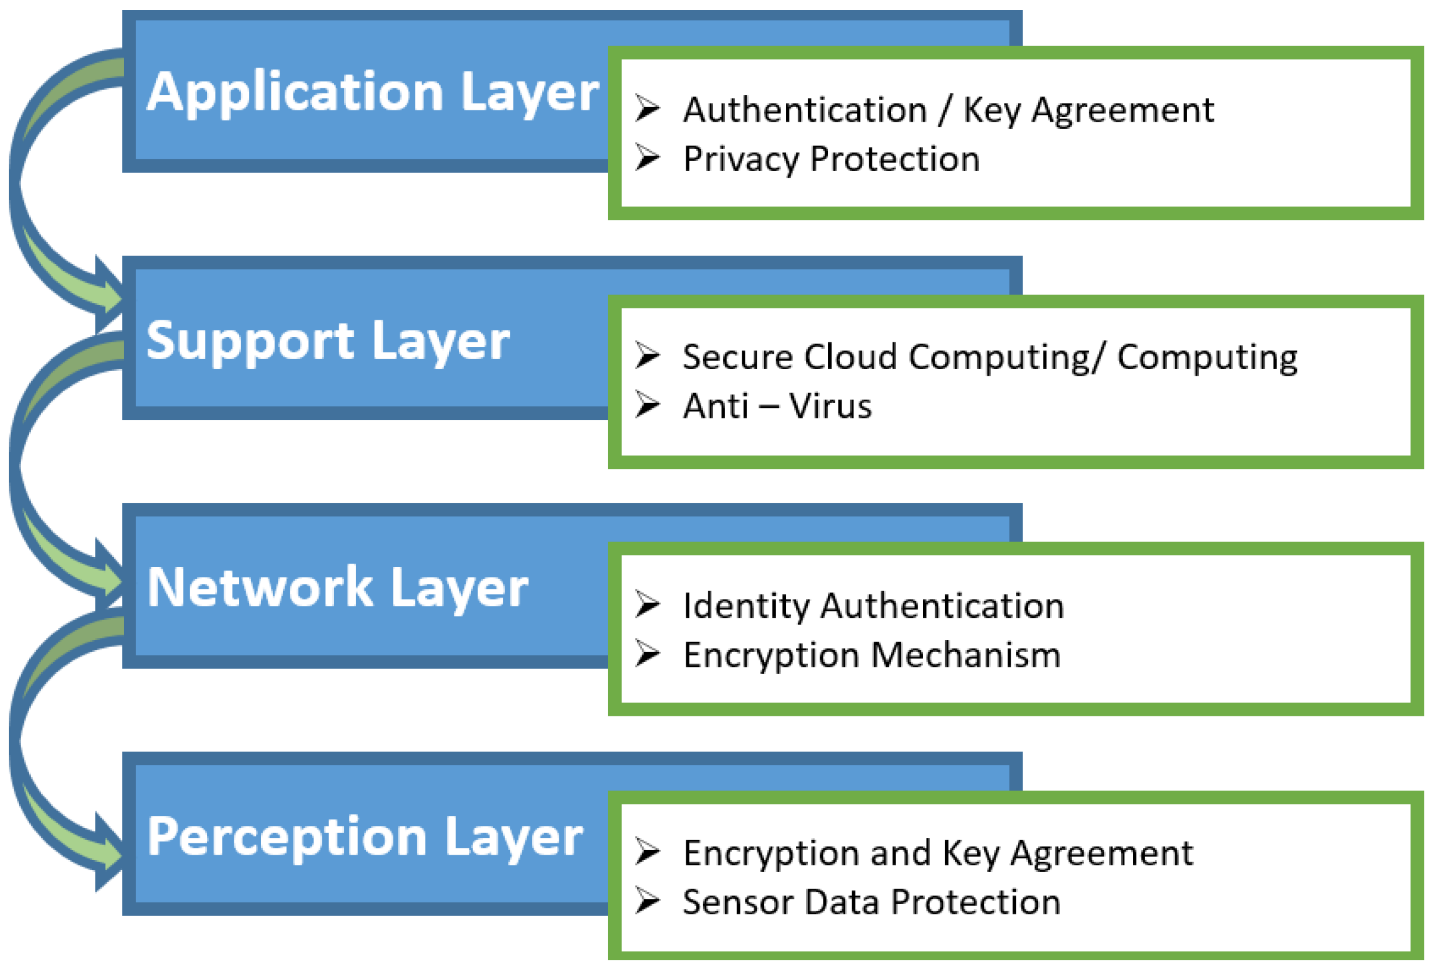 Application Layer
➢ Authentication / Key Agreement
➢ Privacy Protection
Support Layer
➢ Secure Cloud Computing/ Computing
➢ Anti – Virus
Network Layer
➢ Identity Authentication
➢ Encryption Mechanism
Perception Layer
➢ Encryption and Key Agreement
➢ Sensor Data Protection